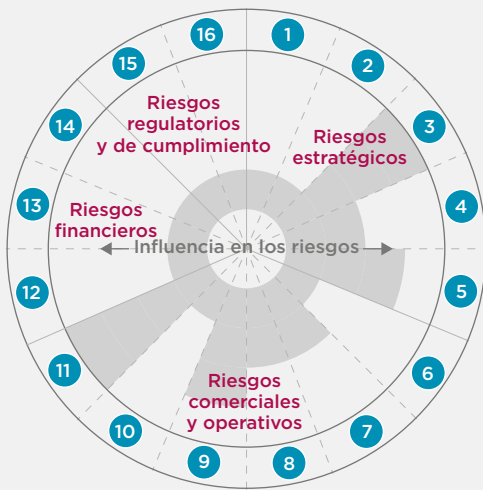 16
1
15
2
Riesgos
regulatorios
y de cumplimiento
14
3
Riesgos
estratégicos
13
4
Riesgos
financieros
Influencia en los riesgos
12
5
11
6
Riesgos
comerciales
y operativos
10
7
9
8